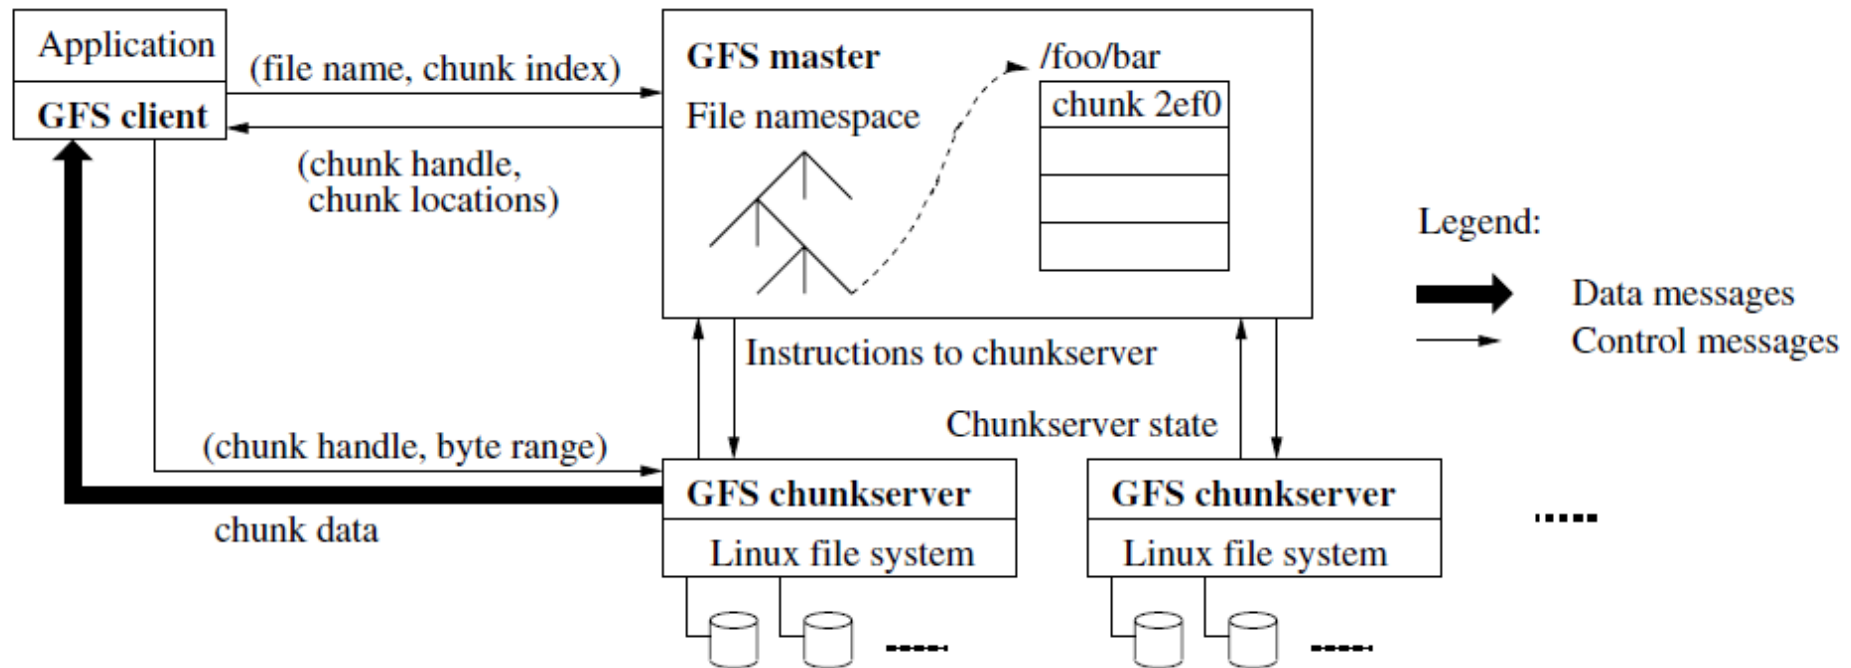 Application
GFS client
(file name, chunk index)
(chunk handle,
chunk locations)
GFS master
File namespace
/foo/bar
chunk 2ef0
Legend:
Data messages
Control messages
Instructions to chunkserver
Chunkserver state
(chunk handle, byte range)
chunk data
GFS chunkserver
Linux file system
GFS chunkserver
Linux file system